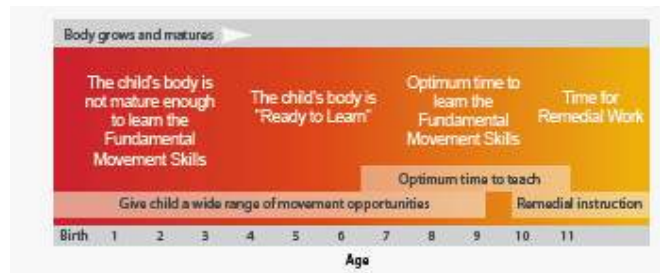 Body grows and matures
The child's body is
not mature enough
to learn the
Fundamental
Movement Skills
The child's body is
"Ready to Learn"
Optimum time to
learn the
Fundamental
Movement Skills
Time for
Remedial Work
Optimum time to teach
Give child a wide range of movement opportunities
Remedial instruction
Birth 1 2 3 4 5 6 7 8 9 10 11
Age